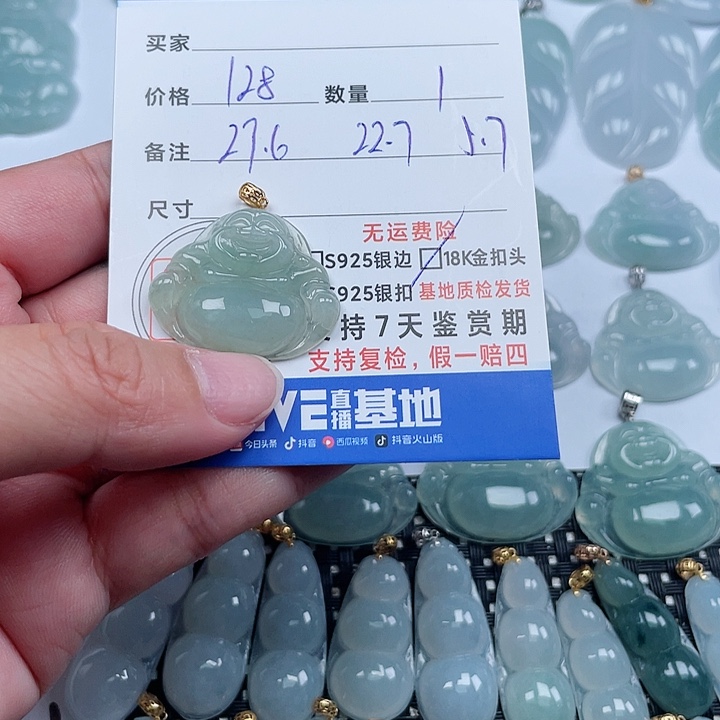 买家
价格 128 数量 1
备注 27.6 22.7 5.7
尺寸
无运费险
S925银边 18K金扣头
S925银扣 基地质检发货
持7天鉴赏期
支持复检,假一赔四
VE直播基地
今日头条 抖音 西瓜视频 抖音火山版